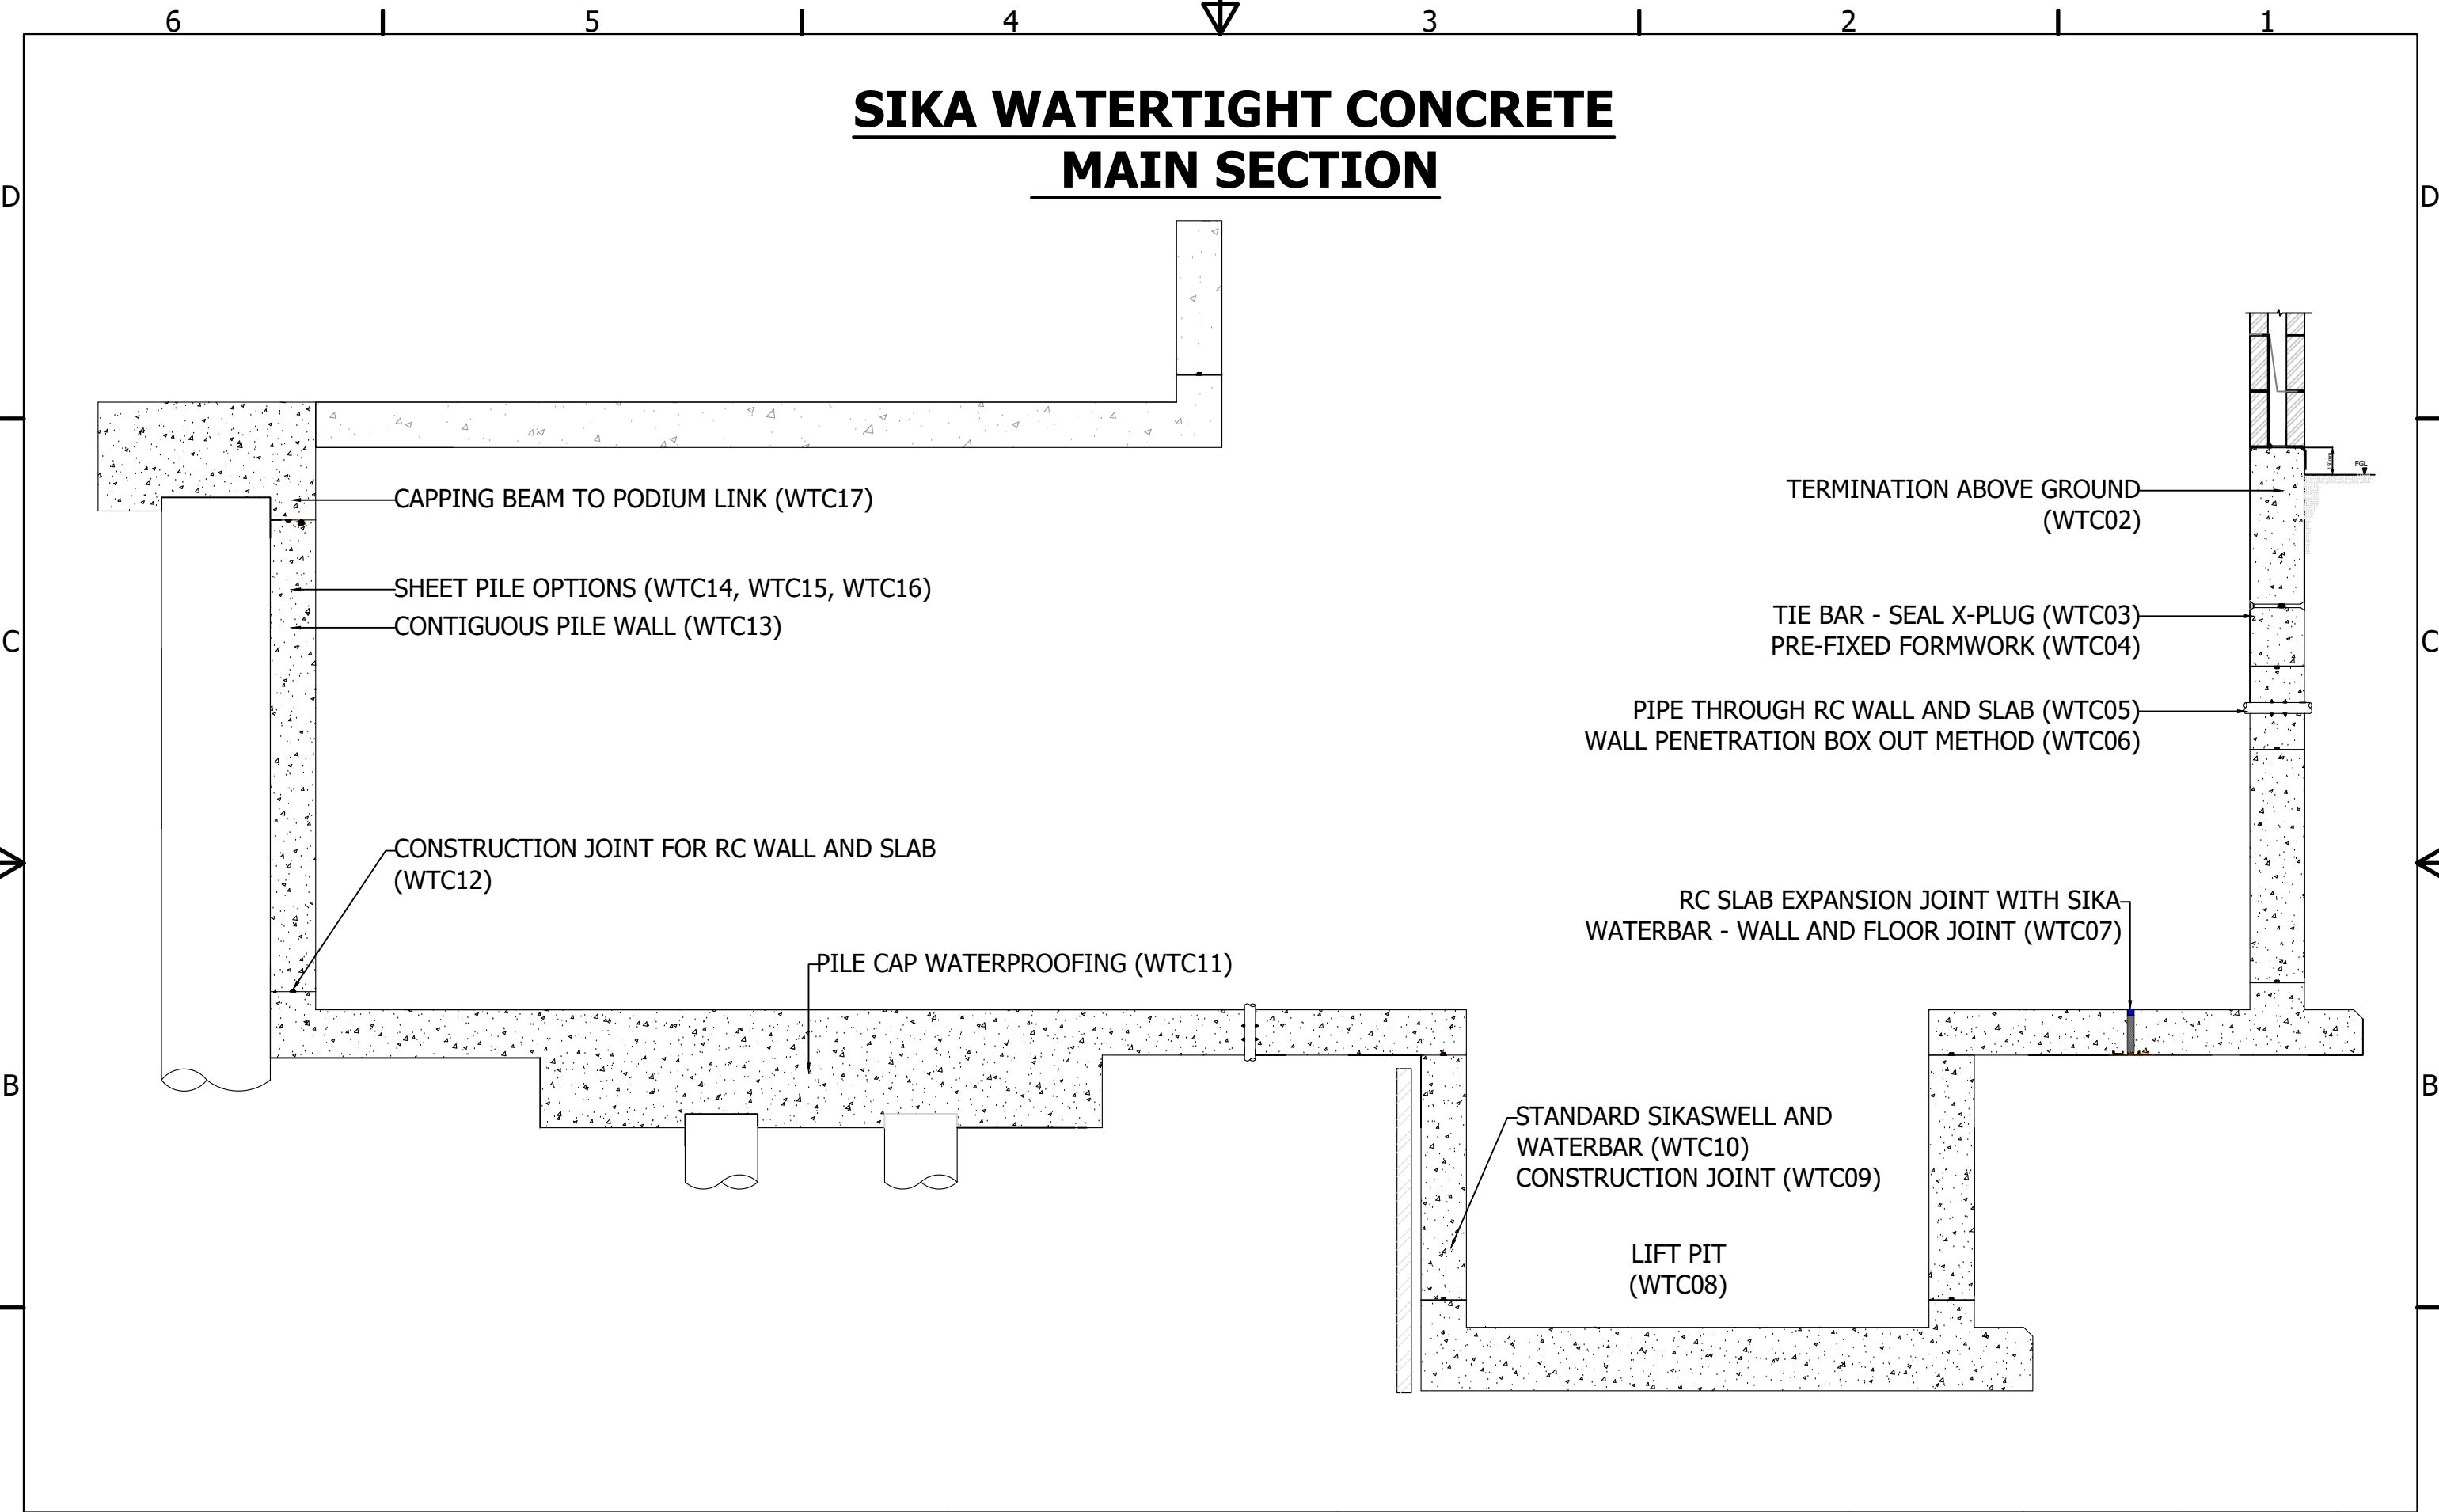 6 5 4 3 2 1
SIKA WATERTIGHT CONCRETE
MAIN SECTION
D D
CAPPING BEAM TO PODIUM LINK (WTC17)
SHEET PILE OPTIONS (WTC14, WTC15, WTC16)
CONTIGUOUS PILE WALL (WTC13)
CONSTRUCTION JOINT FOR RC WALL AND SLAB
(WTC12)
PILE CAP WATERPROOFING (WTC11)
FGL
TERMINATION ABOVE GROUND
(WTC02)
TIE BAR - SEAL X-PLUG (WTC03)
PRE-FIXED FORMWORK (WTC04)
C C
PIPE THROUGH RC WALL AND SLAB (WTC05)
WALL PENETRATION BOX OUT METHOD (WTC06)
RC SLAB EXPANSION JOINT WITH SIKA
WATERBAR - WALL AND FLOOR JOINT (WTC07)
B B
STANDARD SIKASWELL AND
WATERBAR (WTC10)
CONSTRUCTION JOINT (WTC09)
LIFT PIT
(WTC08)